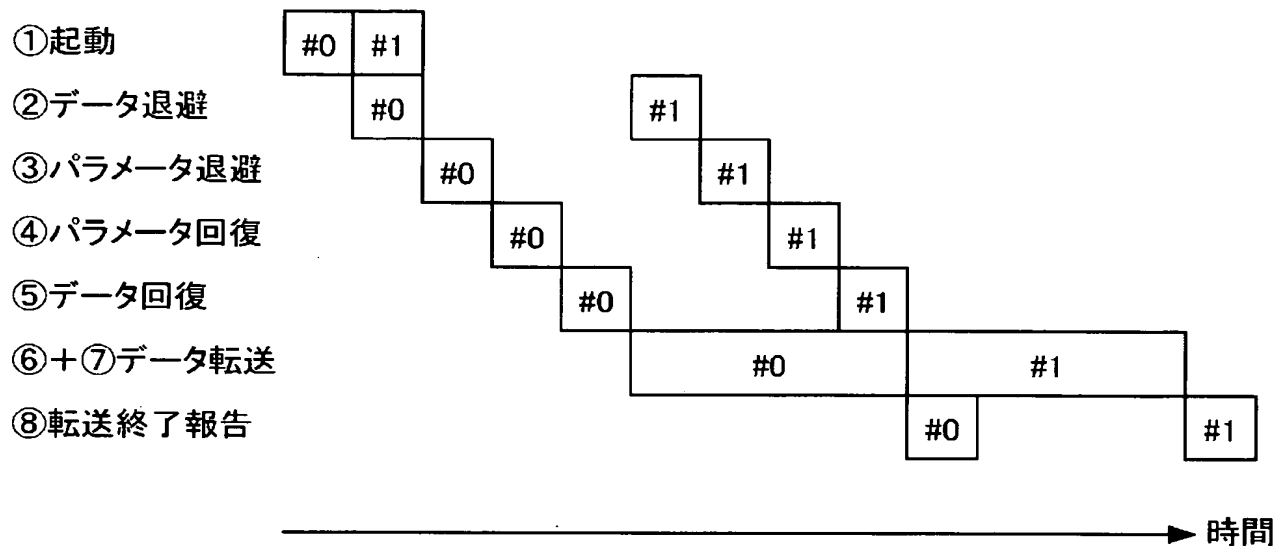 ①起動 #0 #1
②データ退避 #0 #1
③パラメータ退避 #0 #1
④パラメータ回復 #0 #1
⑤データ回復 #0 #1
⑥+⑦データ転送 #0 #1
⑧転送終了報告 #0 #1
時間